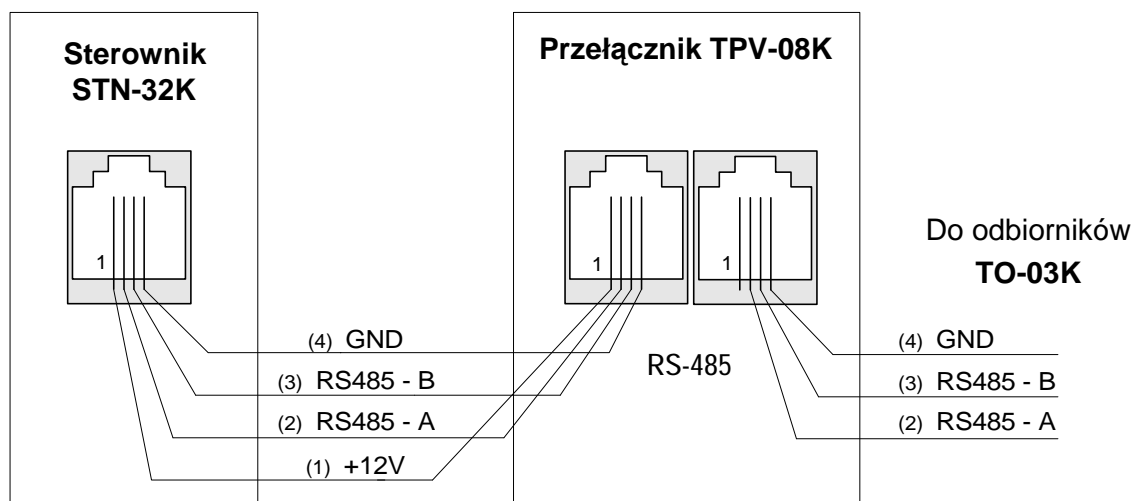 Sterownik
STN-32K
Przełącznik TPV-08K
1
1
1
Do odbiorników
TO-03K
RS-485
(4) GND
(3) RS485 - B
(2) RS485 - A
(1) +12V
(4) GND
(3) RS485 - B
(2) RS485 - A